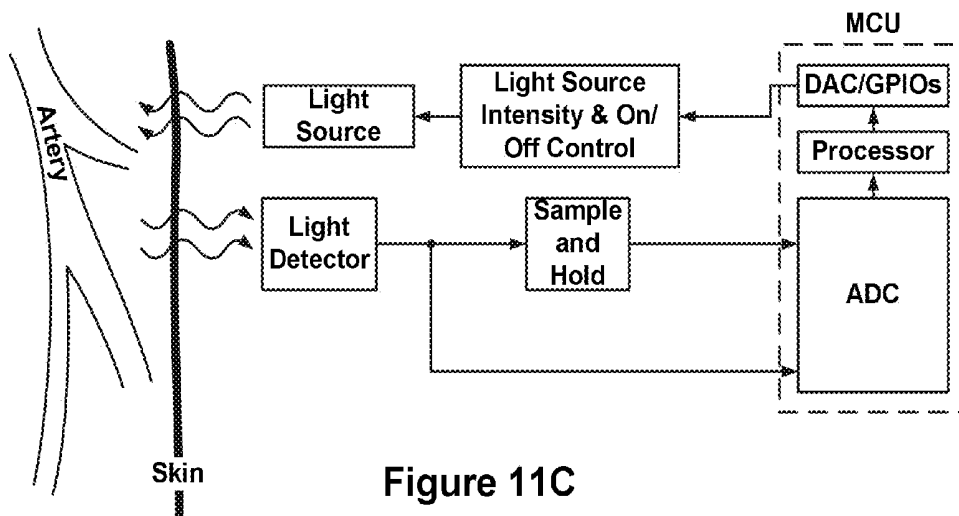 MCU
Light
Source
Light Source
Intensity & On/
Off Control
DAC/GPIOs
Processor
Artery
Light
Detector
Sample
and
Hold
ADC
Skin
Figure 11C